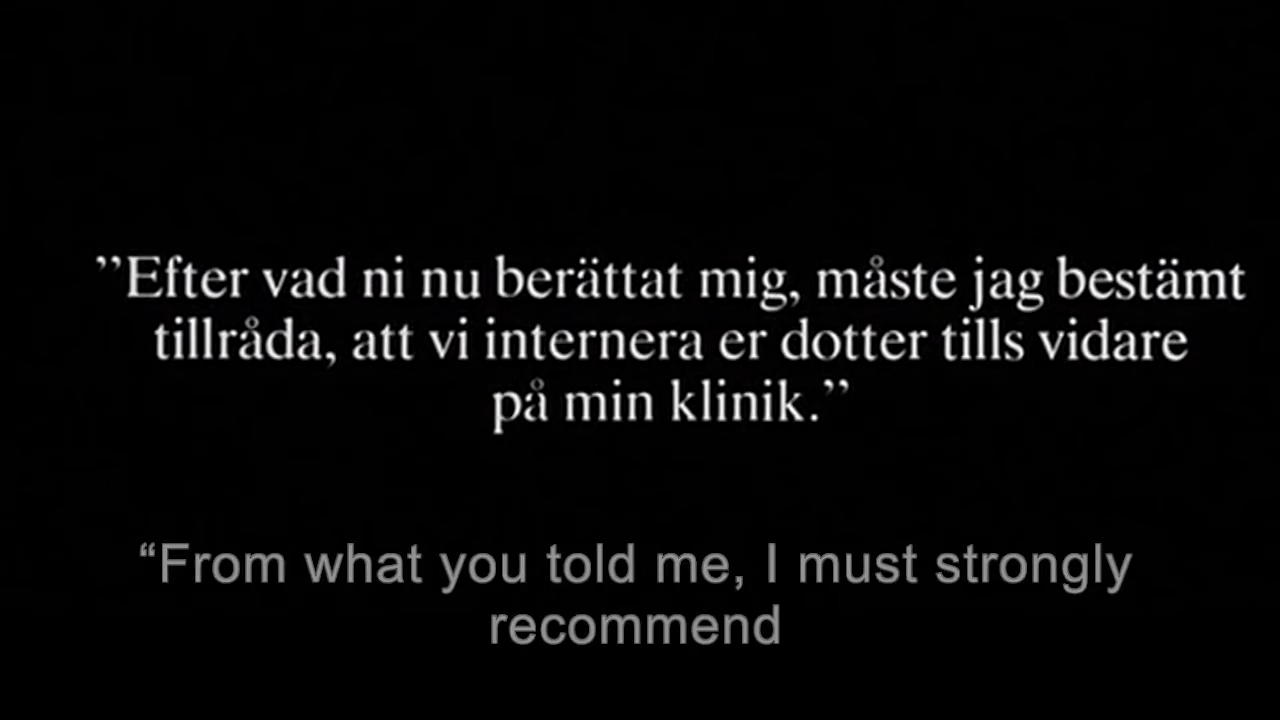 ”Efter vad ni nu berättat mig, måste jag bestämt
tillråda, att vi internera er dotter tills vidare
på min klinik.”
“From what you told me, I must strongly
recommend